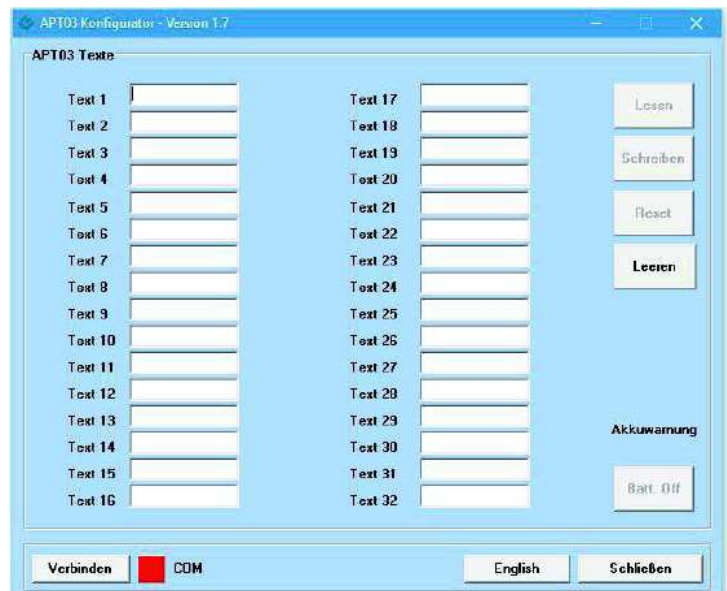 APT03 Konfigurator - Version 1.7
APT03 Texte
Text 1
Text 2
Text 3
Text 4
Text 5
Text 6
Text 7
Text 8
Text 9
Text 10
Text 11
Text 12
Text 13
Text 14
Text 15
Text 16
Text 17
Text 18
Text 19
Text 20
Text 21
Text 22
Text 23
Text 24
Text 25
Text 26
Text 27
Text 28
Text 29
Text 30
Text 31
Text 32
Lesen
Schreiben
Reset
Leeren
Akkuwarnung
Batt. Off
Verbinden
COM
English
Schließen